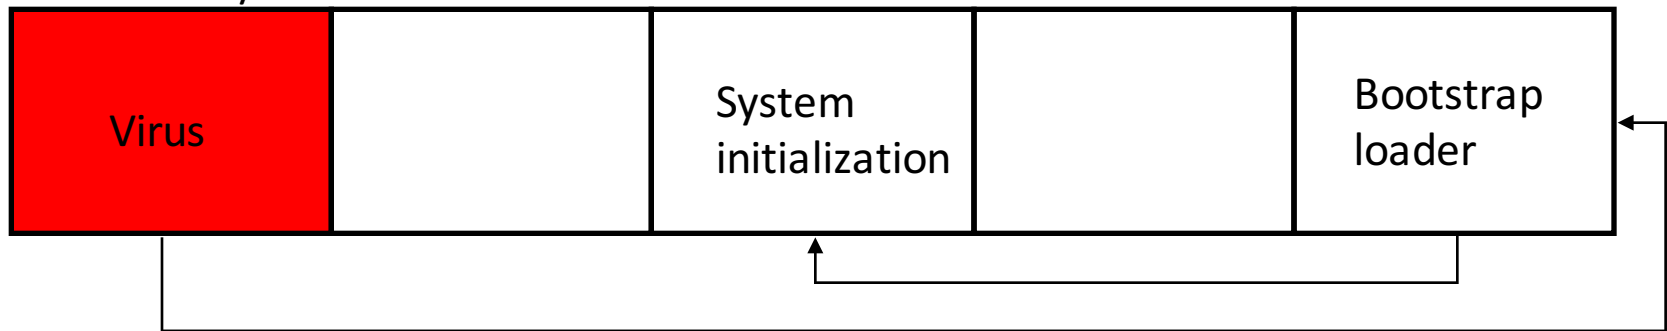 Virus
System
initialization
Bootstrap
loader